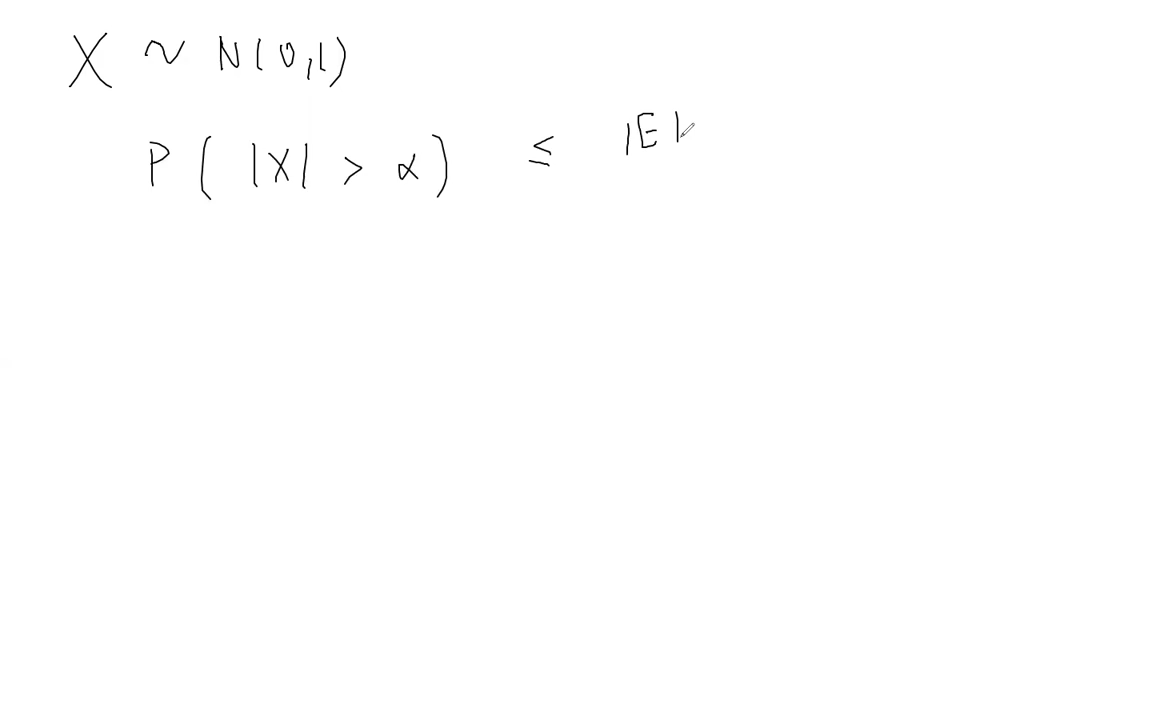 X ~ N(0,1)
P( |X| > α) ≤ 𝔼|